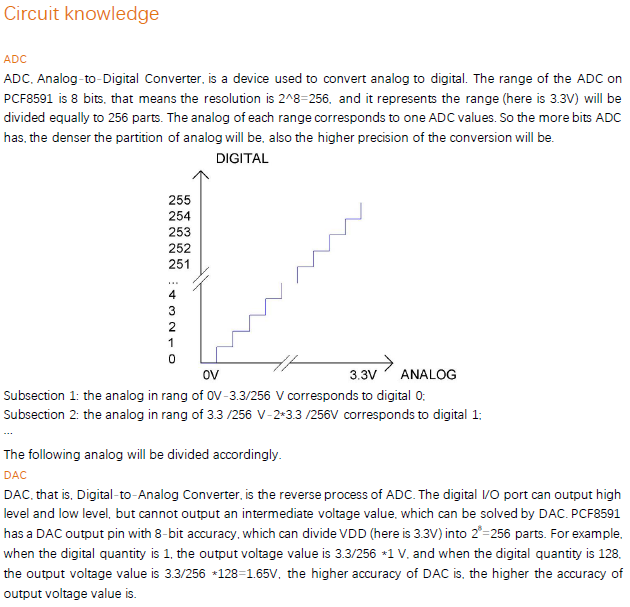 Circuit knowledge
ADC
ADC, Analog-to-Digital Converter, is a device used to convert analog to digital. The range of the ADC on
PCF8591 is 8 bits, that means the resolution is 2^8=256, and it represents the range (here is 3.3V) will be
divided equally to 256 parts. The analog of each range corresponds to one ADC values. So the more bits ADC
has, the denser the partition of analog will be, also the higher precision of the conversion will be.
DIGITAL
255
254
253
252
251
...
4
3
2
1
0
0V
3.3V ANALOG
Subsection 1: the analog in rang of 0V-3.3/256 V corresponds to digital 0;
Subsection 2: the analog in rang of 3.3 /256 V-2*3.3 /256V corresponds to digital 1;
...
The following analog will be divided accordingly.
DAC
DAC, that is, Digital-to-Analog Converter, is the reverse process of ADC. The digital I/O port can output high
level and low level, but cannot output an intermediate voltage value, which can be solved by DAC. PCF8591
has a DAC output pin with 8-bit accuracy, which can divide VDD (here is 3.3V) into 2⁸=256 parts. For example,
when the digital quantity is 1, the output voltage value is 3.3/256 *1 V, and when the digital quantity is 128,
the output voltage value is 3.3/256 *128=1.65V, the higher accuracy of DAC is, the higher the accuracy of
output voltage value is.